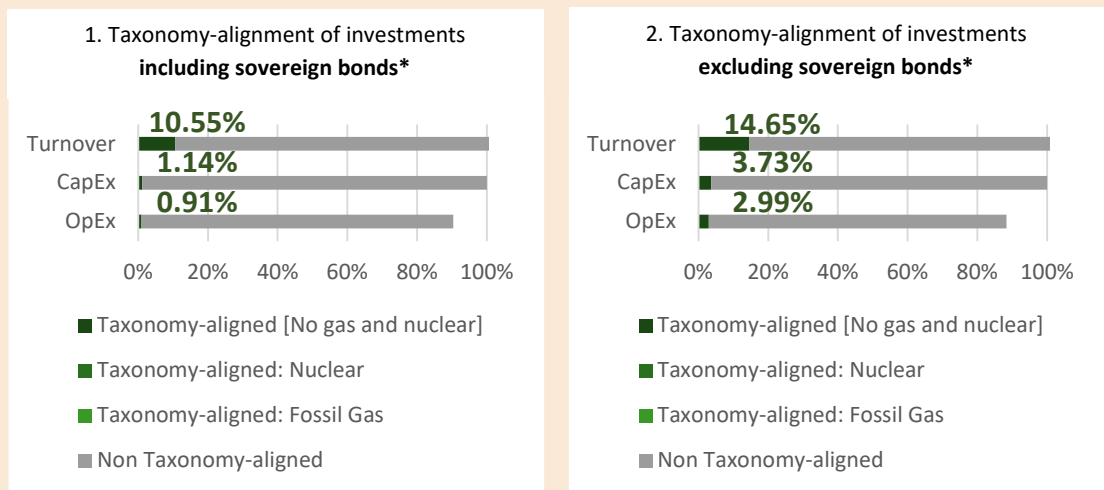 1. Taxonomy-alignment of investments
including sovereign bonds*
10.55%
Turnover
1.14%
CapEx
0.91%
OpEx
0% 20% 40% 60% 80% 100%
Taxonomy-aligned [No gas and nuclear]
Taxonomy-aligned: Nuclear
Taxonomy-aligned: Fossil Gas
Non Taxonomy-aligned
2. Taxonomy-alignment of investments
excluding sovereign bonds*
14.65%
Turnover
3.73%
CapEx
2.99%
OpEx
0% 20% 40% 60% 80% 100%
Taxonomy-aligned [No gas and nuclear]
Taxonomy-aligned: Nuclear
Taxonomy-aligned: Fossil Gas
Non Taxonomy-aligned